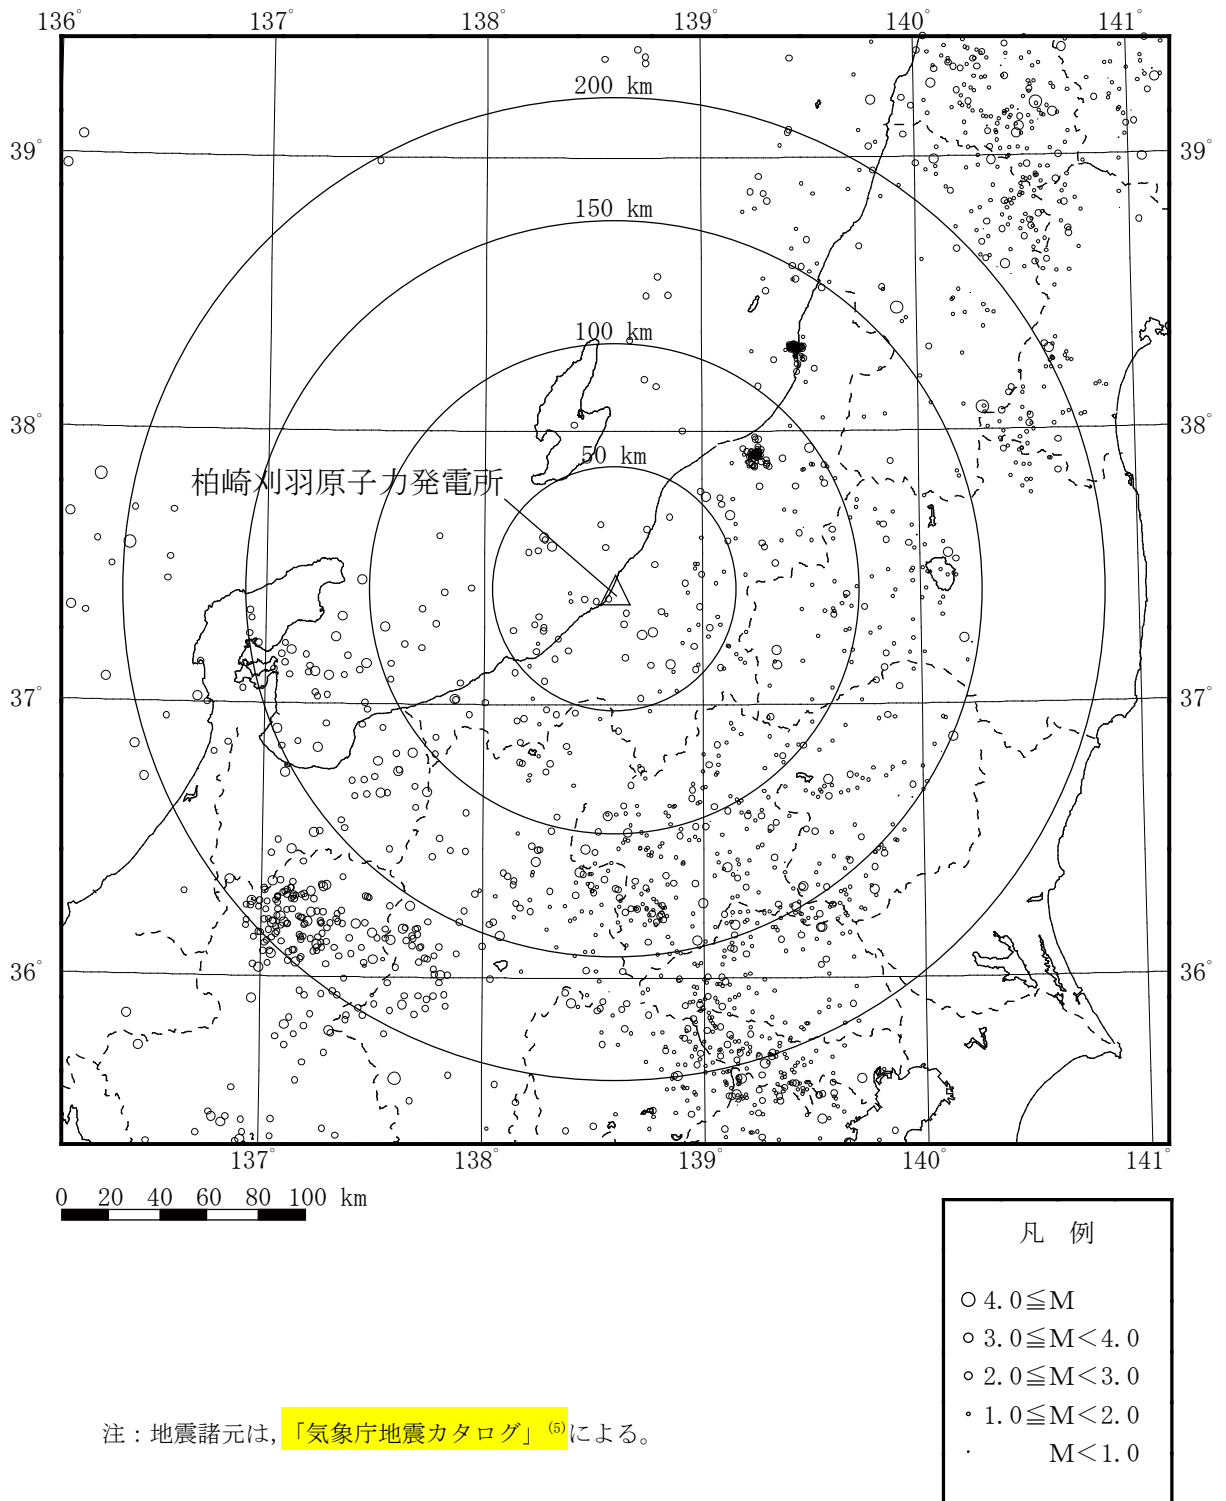 136° 137° 138° 139° 140° 141°
200 km
39° 39°
150 km
100 km
38° 38°
50 km
柏崎刈羽原子力発電所
37° 37°
36° 36°
137° 138° 139° 140° 141°
0 20 40 60 80 100 km
凡 例
4.0≦M
3.0≦M<4.0
2.0≦M<3.0
1.0≦M<2.0
M<1.0
注:地震諸元は,「気象庁地震カタログ」(5)による。